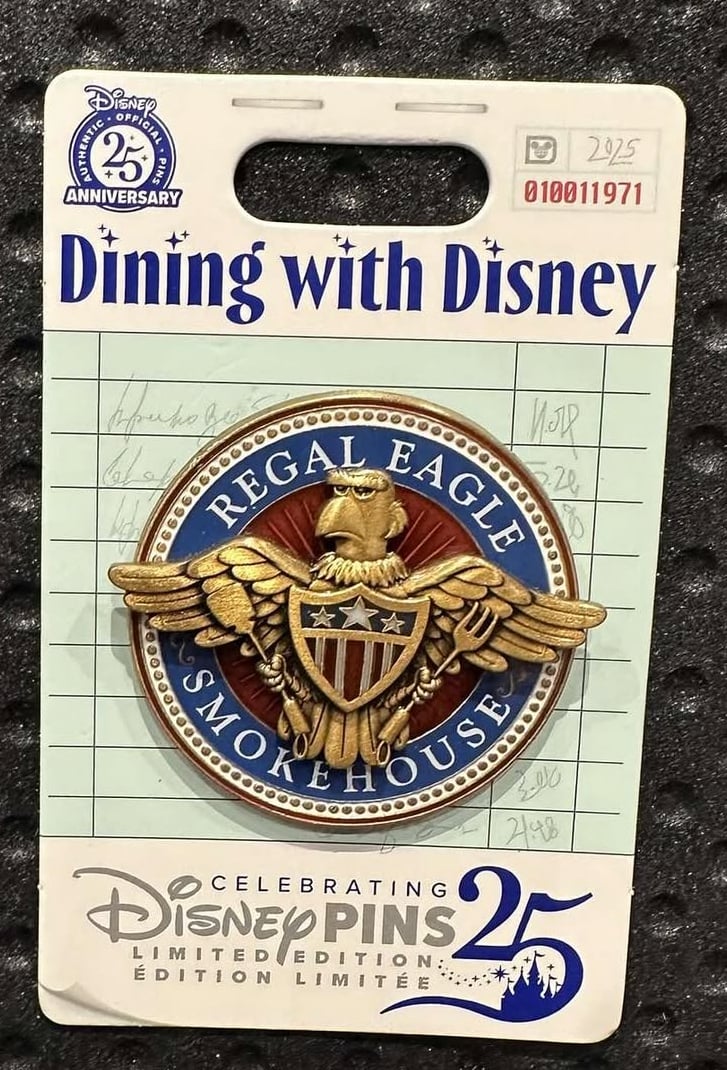 Disney
AUTHENTIC • OFFICIAL • PINS
25
ANNIVERSARY
2025
010011971
Dining with Disney
REGAL EAGLE
SMOKEHOUSE
CELEBRATING
Disney PINS 25
LIMITED EDITION
ÉDITION LIMITÉE